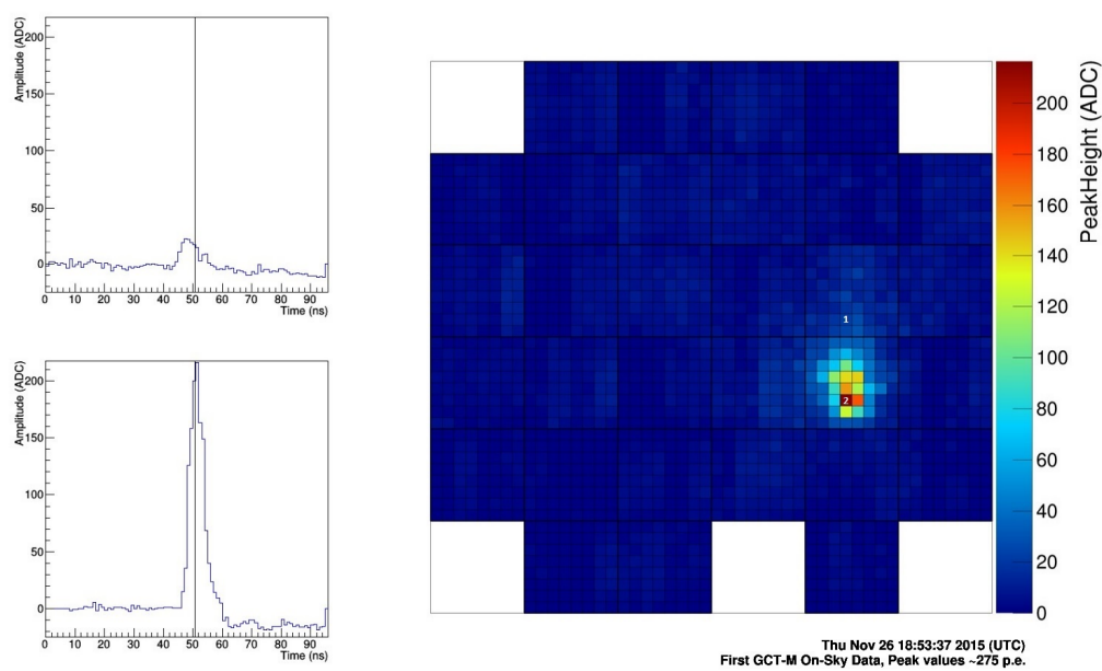 Amplitude (ADC)
200
150
100
50
0
0 10 20 30 40 50 60 70 80 90
Time (ns)
Amplitude (ADC)
200
150
100
50
0
0 10 20 30 40 50 60 70 80 90
Time (ns)
1
2
200
180
160
140
120
100
80
60
40
20
0
PeakHeight (ADC)
Thu Nov 26 18:53:37 2015 (UTC)
First GCT-M On-Sky Data, Peak values ~275 p.e.